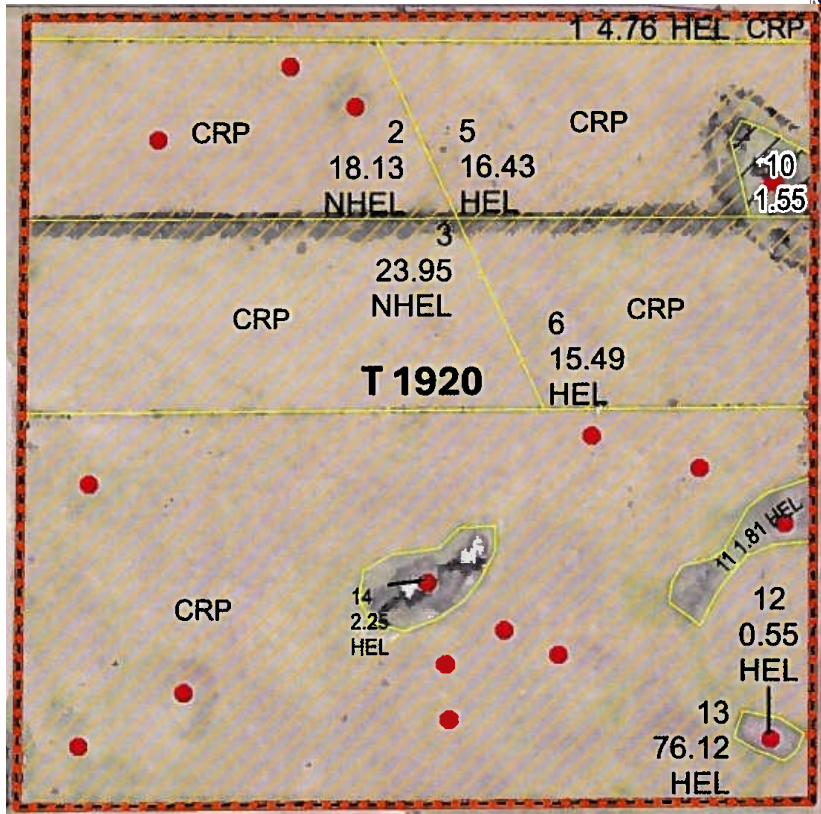 1 4.76 HEL CRP
CRP
2
18.13
NHEL
5
16.43
HEL
CRP
10
1.55
3
23.95
NHEL
CRP
6
15.49
HEL
CRP
T 1920
11 1.81 HEL
14
2.25
HEL
CRP
12
0.55
HEL
13
76.12
HEL